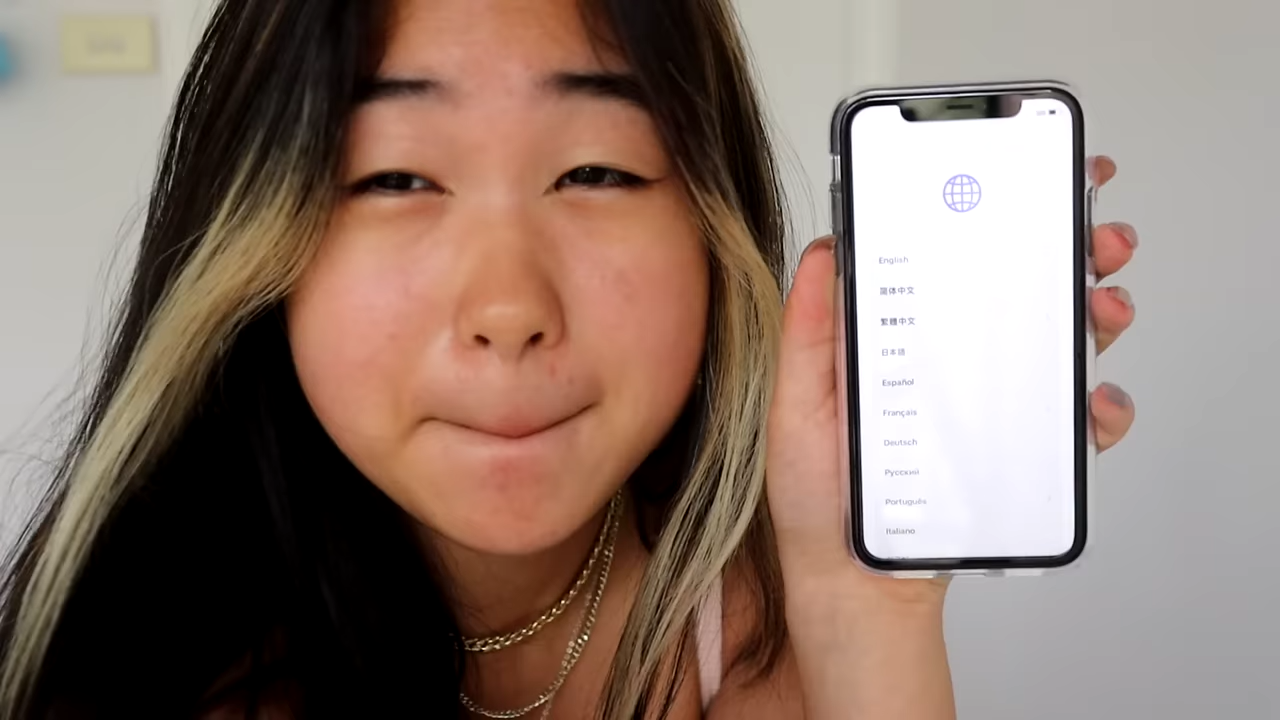 English
简体中文
繁體中文
日本語
Español
Français
Deutsch
Русский
Português
Italiano